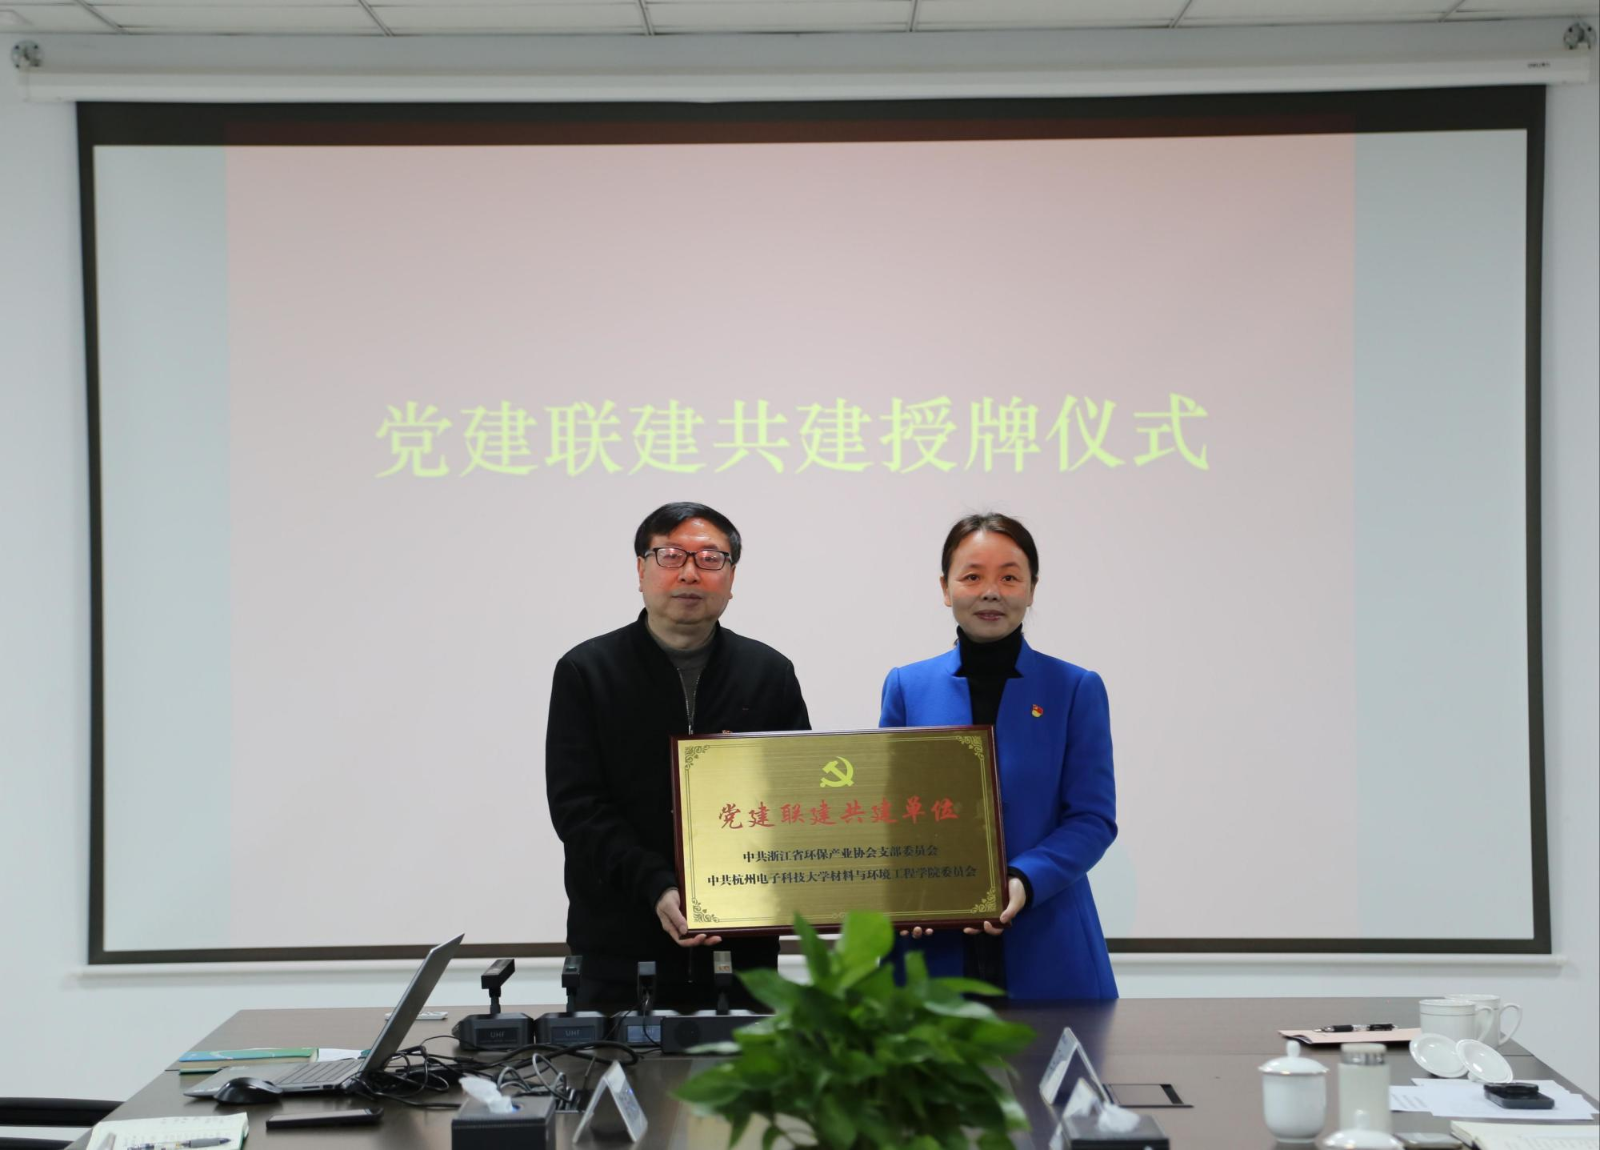 党建联建共建授牌仪式
党建联建共建单位
中共浙江省环保产业协会支部委员会
中共杭州电子科技大学材料与环境工程学院委员会